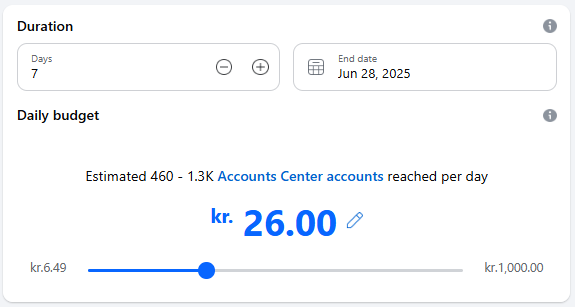 Duration
Days
7
End date
Jun 28, 2025
Daily budget
Estimated 460 - 1.3K Accounts Center accounts reached per day
kr. 26.00
kr.6.49
kr.1,000.00